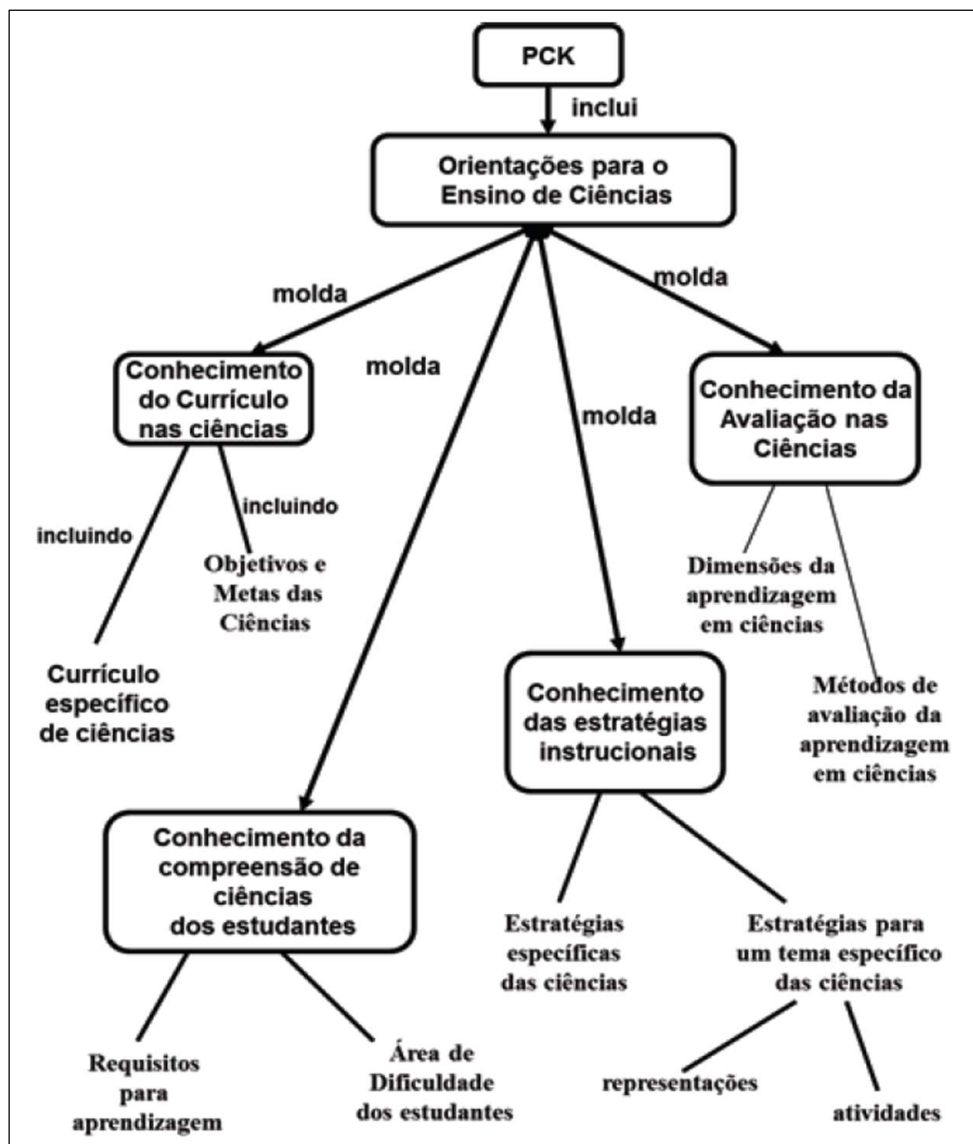 PCK
inclui
Orientações para o
Ensino de Ciências
molda
molda
molda
molda
Conhecimento
do Currículo
nas ciências
Conhecimento da
Avaliação nas
Ciências
incluindo
incluindo
Objetivos e
Metas das
Ciências
Currículo
específico
de ciências
Dimensões da
aprendizagem
em ciências
Métodos de
avaliação da
aprendizagem
em ciências
Conhecimento
das estratégias
instrucionais
Conhecimento da
compreensão de
ciências
dos estudantes
Estratégias
específicas
das ciências
Estratégias para
um tema específico
das ciências
Requisitos
para
aprendizagem
Área de
Dificuldade
dos estudantes
representações
atividades